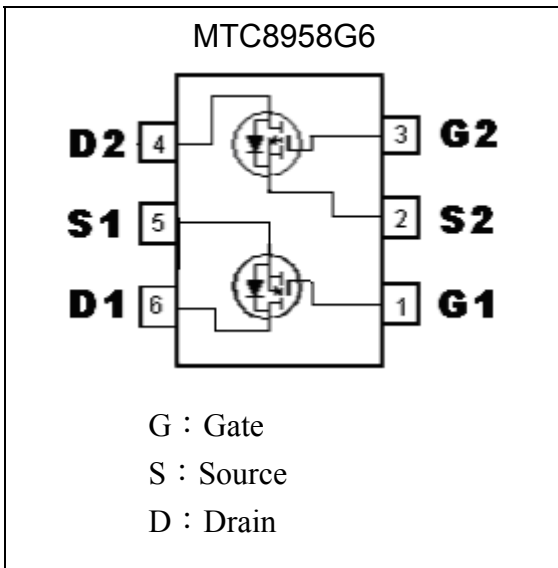 MTC8958G6
D2 4 3 G2
S1 5 2 S2
D1 6 1 G1
G：Gate
S：Source
D：Drain